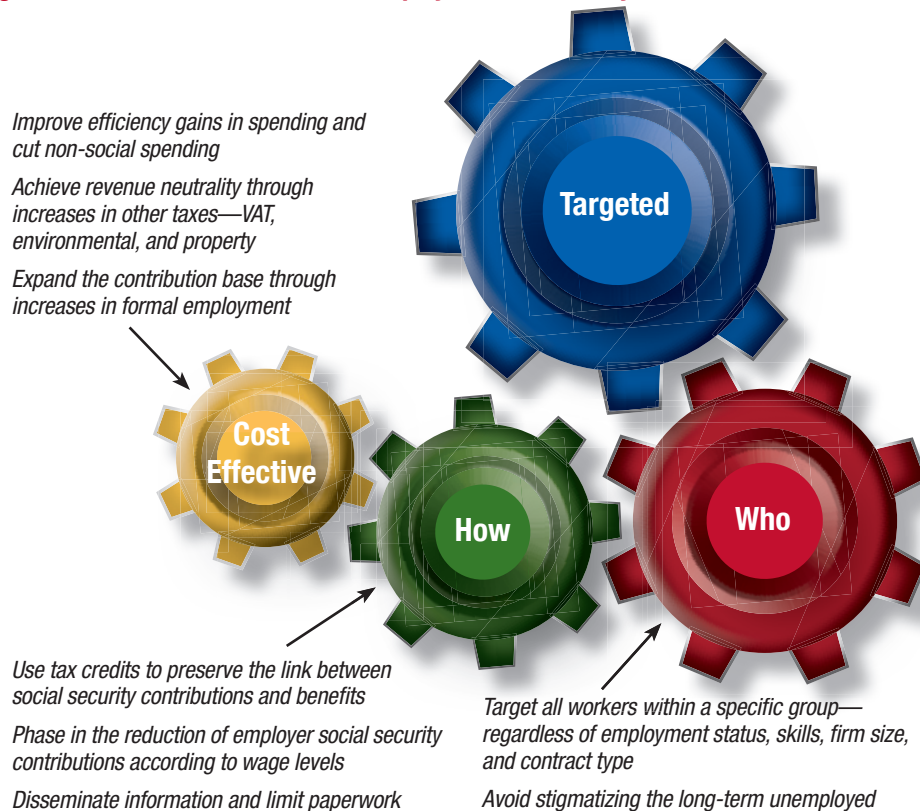 Improve efficiency gains in spending and
cut non-social spending
Achieve revenue neutrality through
increases in other taxes—VAT,
environmental, and property
Expand the contribution base through
increases in formal employment
Targeted
Cost
Effective
How
Who
Use tax credits to preserve the link between
social security contributions and benefits
Phase in the reduction of employer social security
contributions according to wage levels
Disseminate information and limit paperwork
Target all workers within a specific group—
regardless of employment status, skills, firm size,
and contract type
Avoid stigmatizing the long-term unemployed